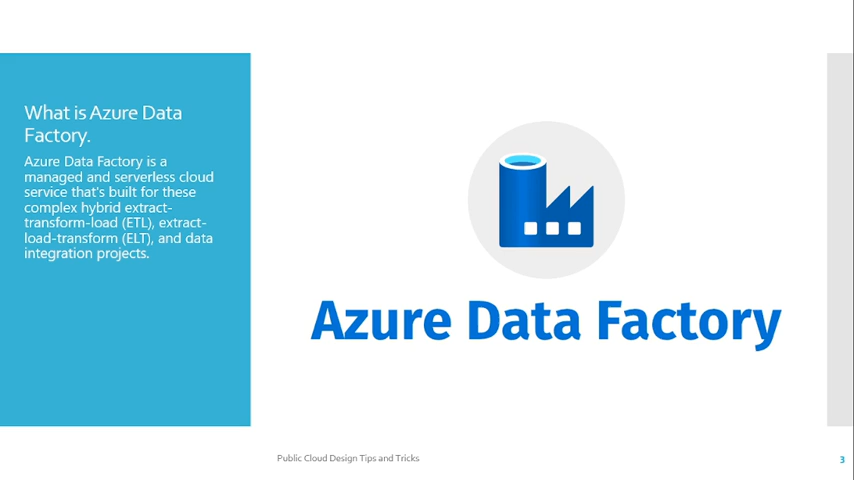 What is Azure Data
Factory.
Azure Data Factory is a
managed and serverless cloud
service that's built for these
complex hybrid extract-
transform-load (ETL), extract-
load-transform (ELT), and data
integration projects.
Azure Data Factory
Public Cloud Design Tips and Tricks
3